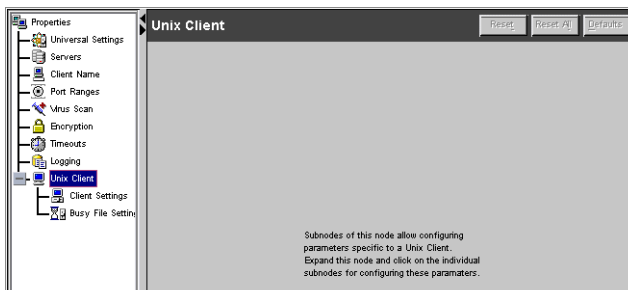 Properties
Universal Settings
Servers
Client Name
Port Ranges
Virus Scan
Encryption
Timeouts
Logging
Unix Client
Client Settings
Busy File Settin
Unix Client
Reset
Reset All
Defaults
Subnodes of this node allow configuring
parameters specific to a Unix Client.
Expand this node and click on the individual
subnodes for configuring these paramaters.